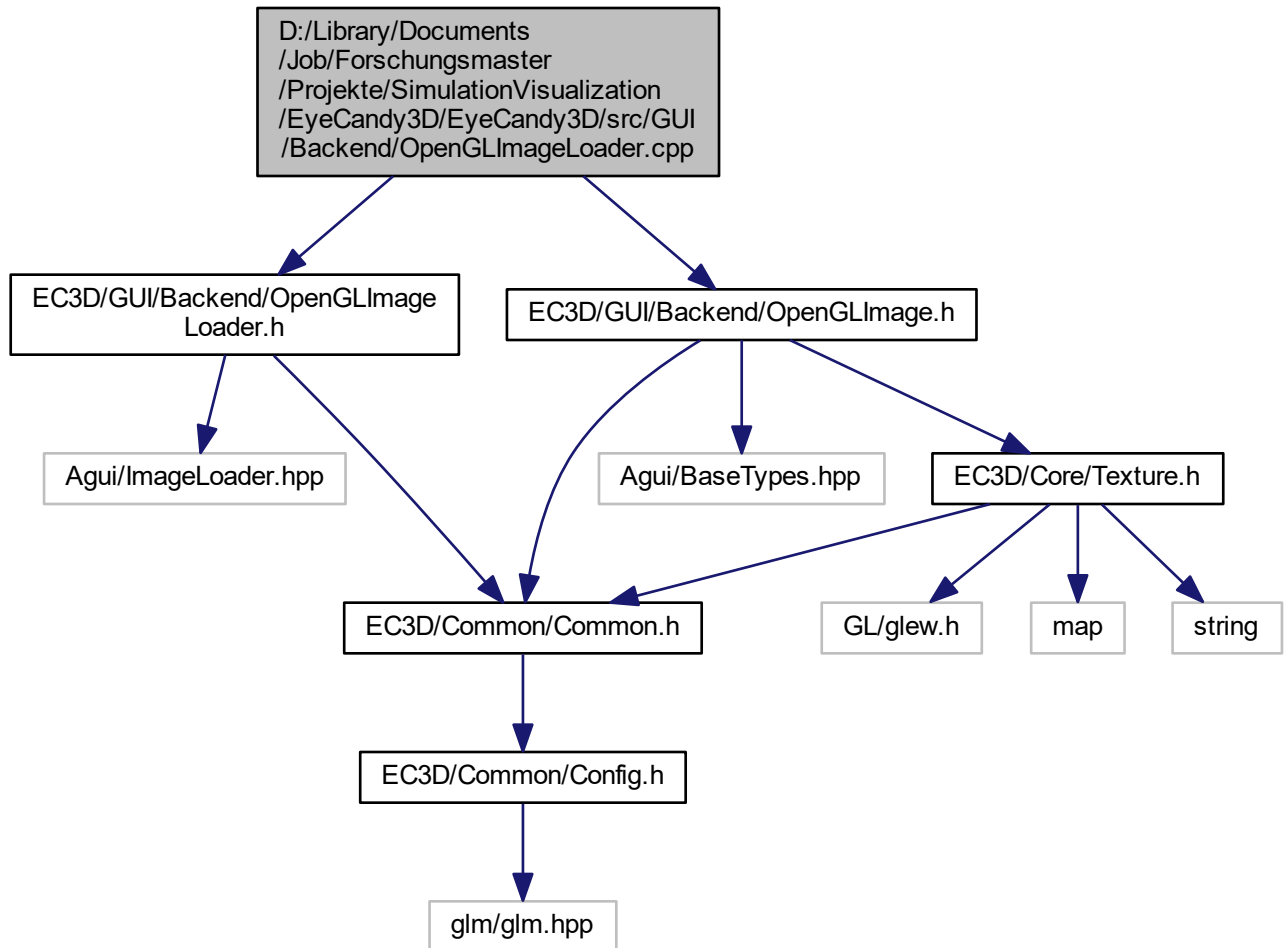 D:/Library/Documents
/Job/Forschungsmaster
/Projekte/SimulationVisualization
/EyeCandy3D/EyeCandy3D/src/GUI
/Backend/OpenGLImageLoader.cpp
EC3D/GUI/Backend/OpenGLImage
Loader.h
EC3D/GUI/Backend/OpenGLImage.h
Agui/ImageLoader.hpp
Agui/BaseTypes.hpp
EC3D/Core/Texture.h
EC3D/Common/Common.h
GL/glew.h
map
string
EC3D/Common/Config.h
glm/glm.hpp